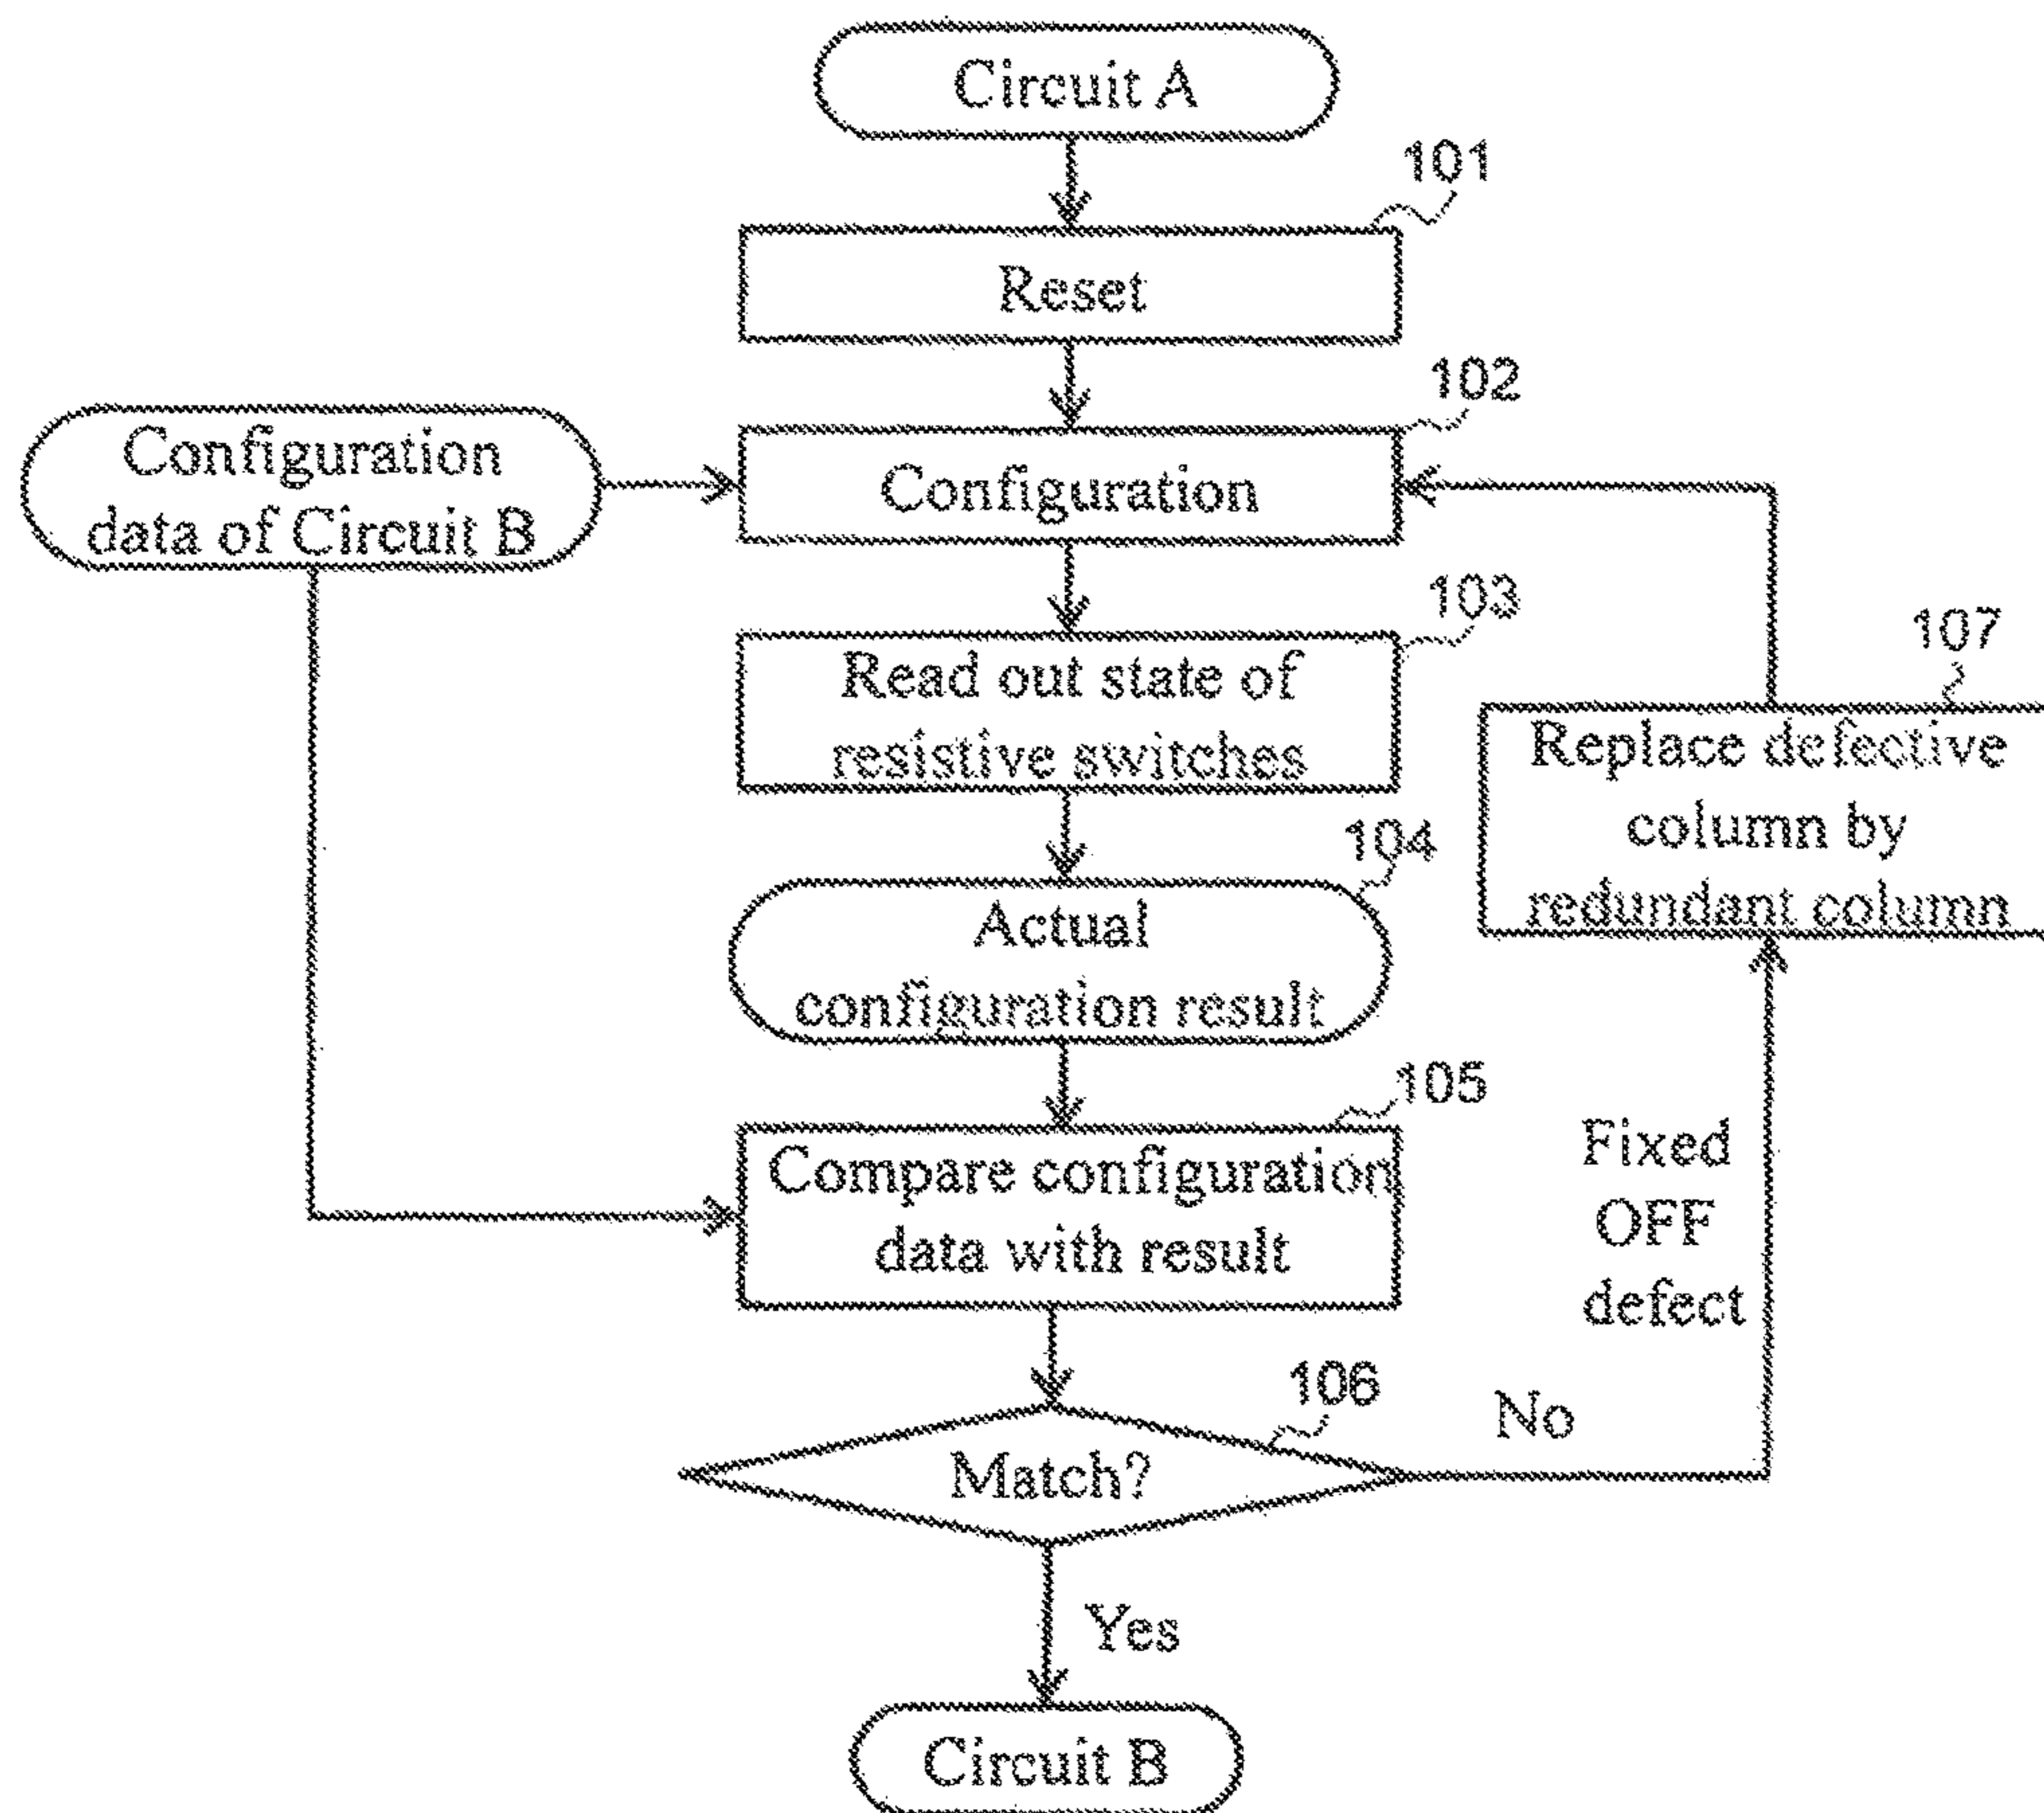 Circuit A
101
Reset
102
Configuration
data of Circuit B
Configuration
103
Read out state of
resistive switches
107
Replace defective
column by
redundant column
104
Actual
configuration result
105
Compare configuration
data with result
Fixed
OFF
defect
106
Match?
No
Yes
Circuit B